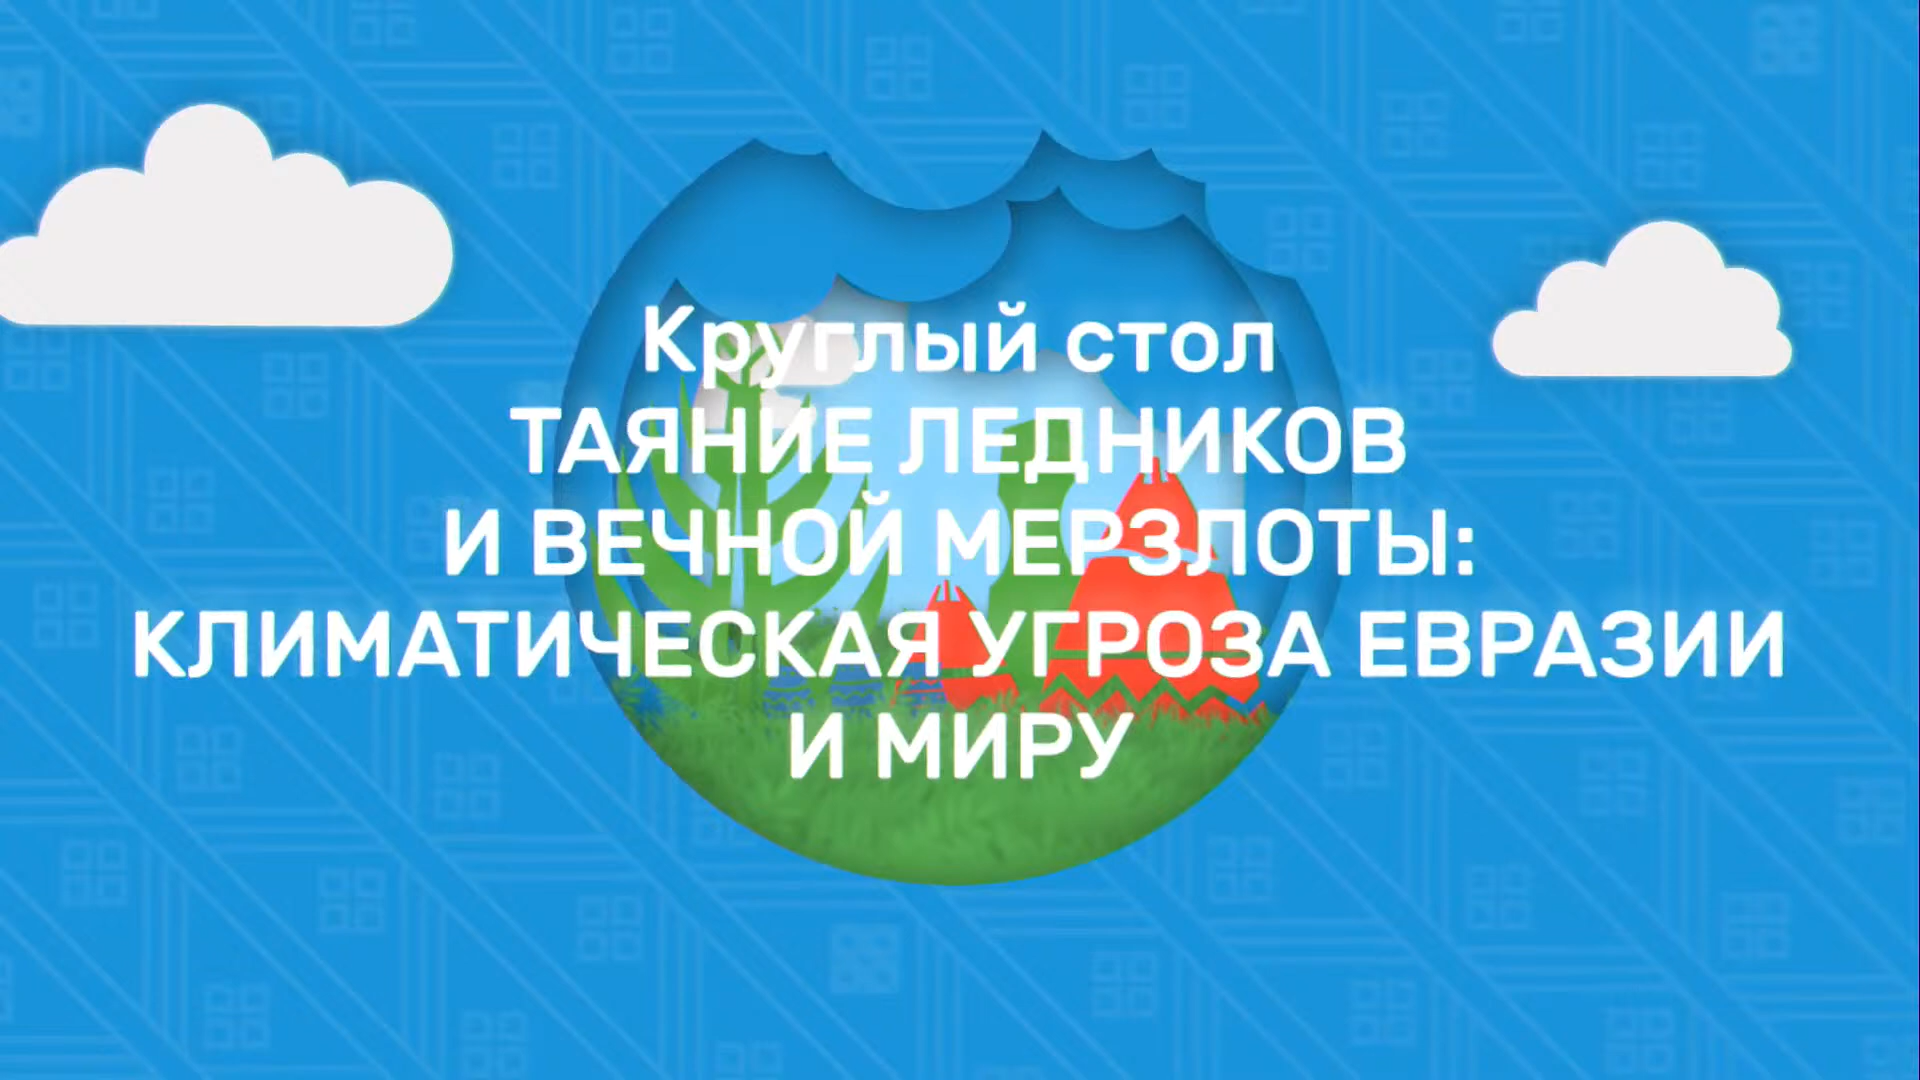 Круглый стол
ТАЯНИЕ ЛЕДНИКОВ
И ВЕЧНОЙ МЕРЗЛОТЫ:
КЛИМАТИЧЕСКАЯ УГРОЗА ЕВРАЗИИ
И МИРУ